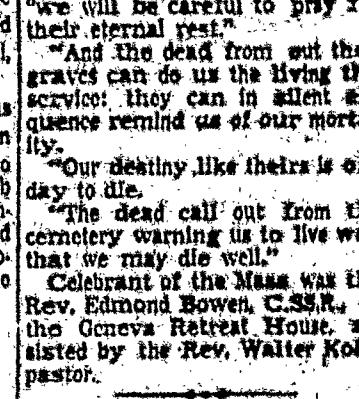 "we will be careful to pray
their eternal rest."
"And the dead from out
graves can do us the living
service: they can in silent
quence remind us of our mort
ity.
"Our destiny like theirs is
day to die.
"The dead call out from
cemetery warning us to live
that we may die well."
Celebrant of the Mass was
Rev. Edmond Bowen, C.SS.R.,
the Geneva Retreat House,
sisted by the Rev. Walter Kol
pastor.